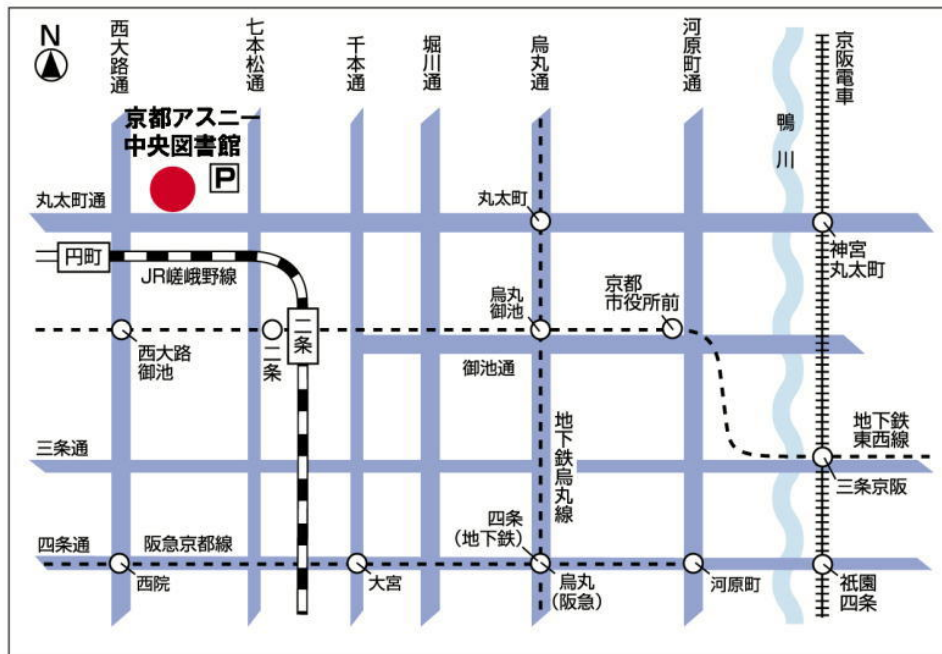 N
西大路通
七本松通
千本通
堀川通
烏丸通
河原町通
京阪電車
鴨川
京都アスニー
中央図書館
P
丸太町通
丸太町
神宮
丸太町
円町
JR嵯峨野線
京都
市役所前
烏丸
御池
西大路
御池
二条
二条
御池通
三条通
地下鉄烏丸線
地下鉄
東西線
三条京阪
四条通
阪急京都線
四条
(地下鉄)
西院
大宮
烏丸
(阪急)
河原町
祇園
四条